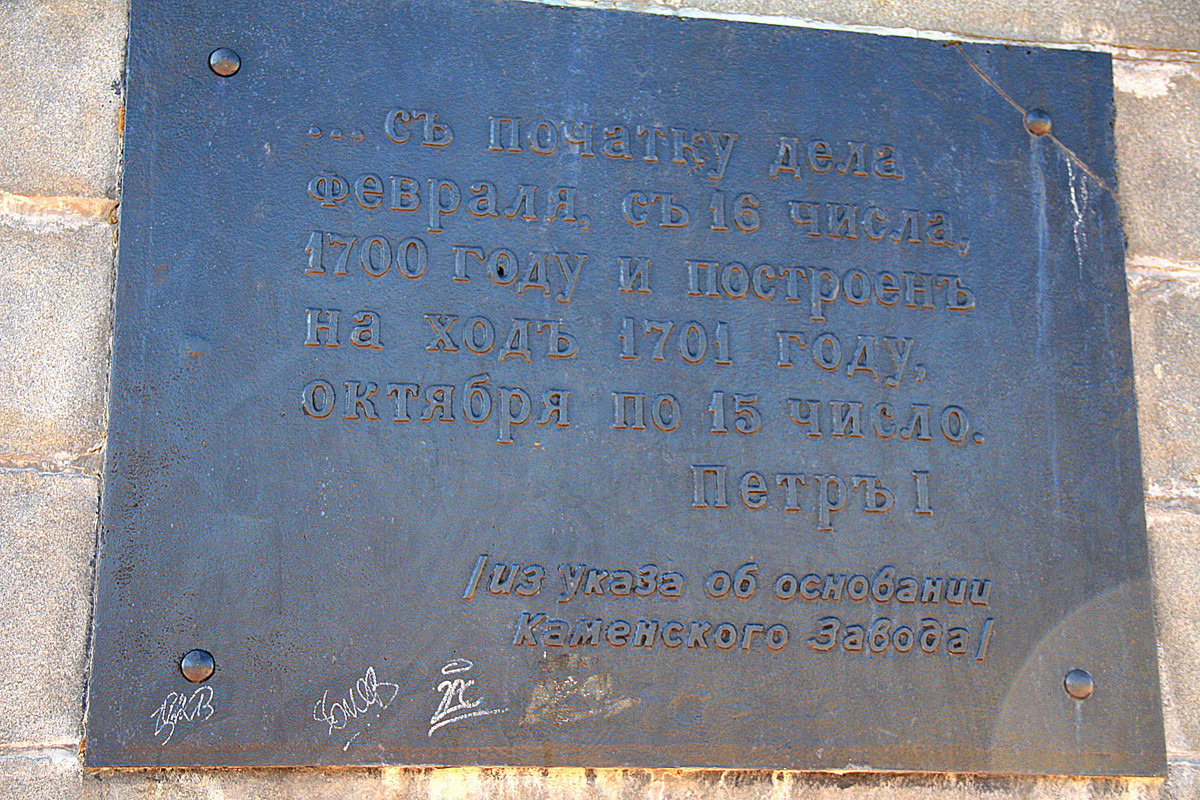 ...съ початку дела
Февраля, съ 16 числа,
1700 году и построенъ
на ходъ 1701 году,
октября по 15 число.
Петръ I
/из указа об основании
Каменского Завода/